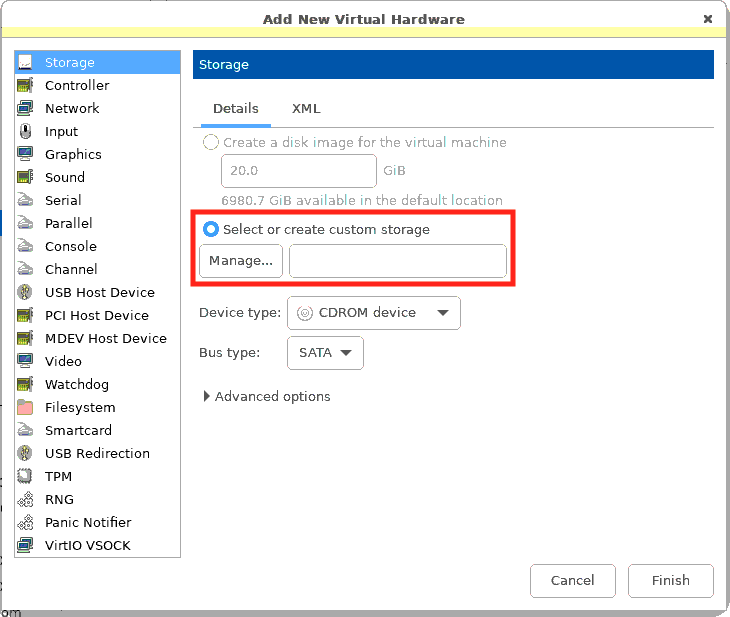 Add New Virtual Hardware
Storage
Controller
Network
Input
Graphics
Sound
Serial
Parallel
Console
Channel
USB Host Device
PCI Host Device
MDEV Host Device
Video
Watchdog
Filesystem
Smartcard
USB Redirection
TPM
RNG
Panic Notifier
VirtIO VSOCK
Storage
Details XML
Create a disk image for the virtual machine
20.0 GiB
6980.7 GiB available in the default location
Select or create custom storage
Manage...
Device type: CDROM device
Bus type: SATA
Advanced options
Cancel Finish
om